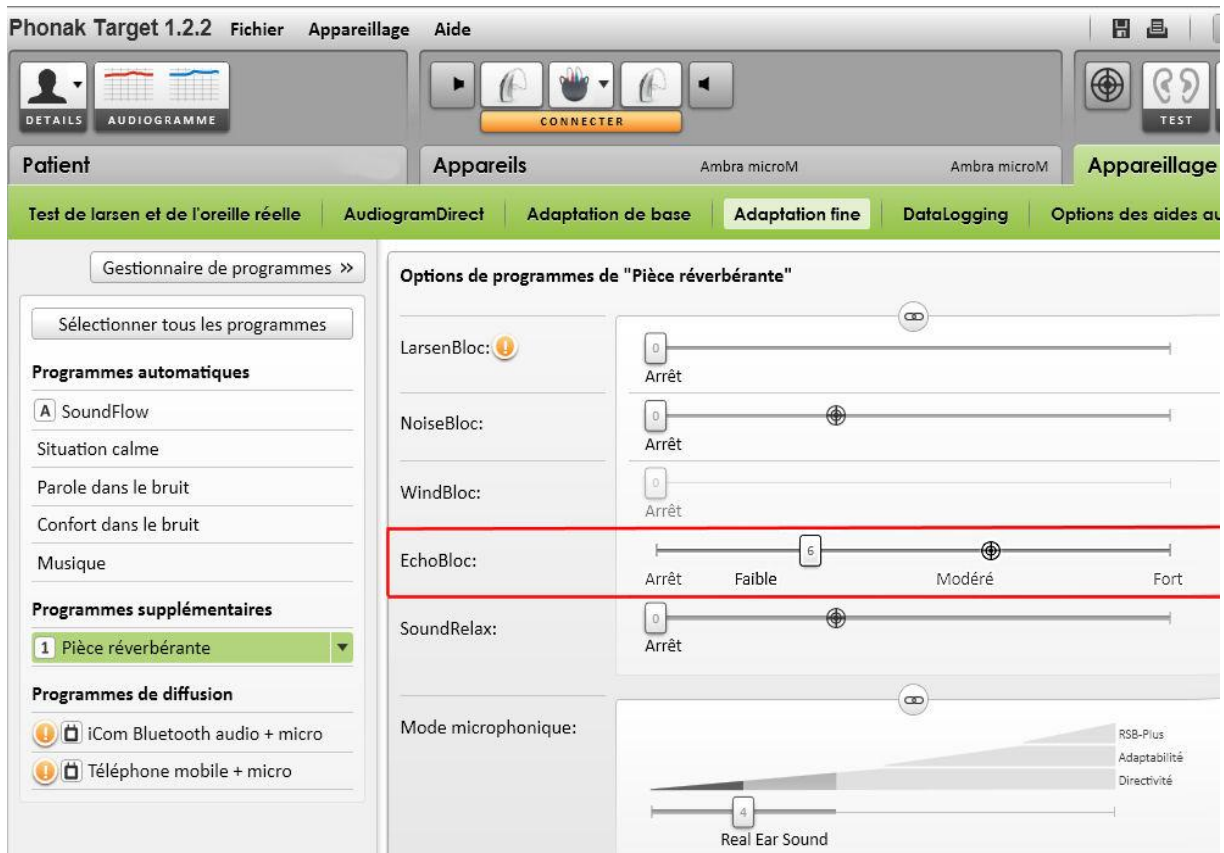 Phonak Target 1.2.2 Fichier Appareillage Aide
DETAILS AUDIOGRAMME CONNECTER TEST
Patient Appareils Ambra microM Ambra microM Appareillage
Test de larsen et de l'oreille réelle AudiogramDirect Adaptation de base Adaptation fine DataLogging Options des aides au
Gestionnaire de programmes »
Sélectionner tous les programmes
Programmes automatiques
A SoundFlow
Situation calme
Parole dans le bruit
Confort dans le bruit
Musique
Programmes supplémentaires
1 Pièce réverbérante
Programmes de diffusion
iCom Bluetooth audio + micro
Téléphone mobile + micro
Options de programmes de "Pièce réverbérante"
LarsenBloc: 0
Arrêt
NoiseBloc: 0
Arrêt
WindBloc: 0
Arrêt
EchoBloc: 6
Arrêt Faible Modéré Fort
SoundRelax: 0
Arrêt
Mode microphonique:
RSB-Plus
Adaptabilité
Directivité
4
Real Ear Sound